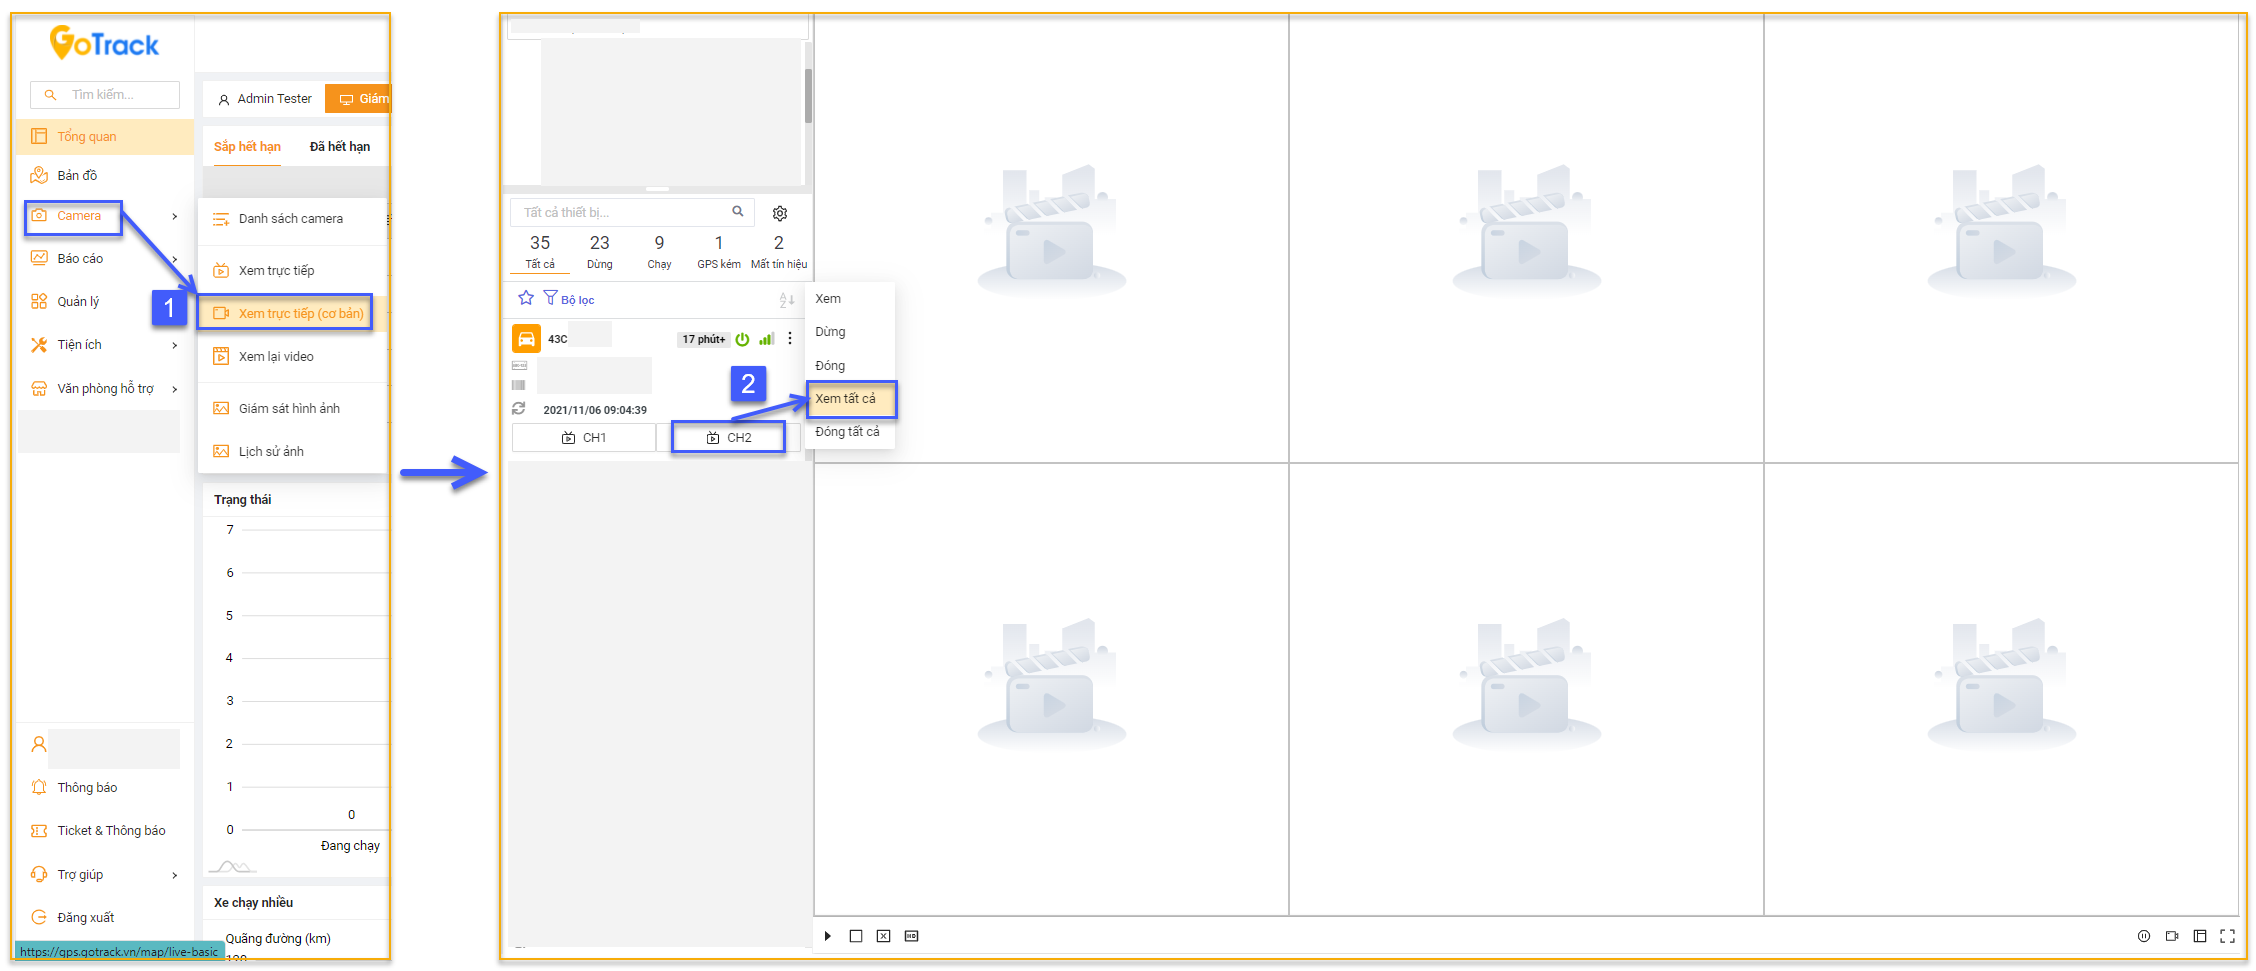 GoTrack
Tìm kiếm...
Tổng quan
Bản đồ
Camera
Báo cáo
Quản lý
Tiện ích
Văn phòng hỗ trợ
Thông báo
Ticket & Thông báo
Trợ giúp
Đăng xuất
https://gps.gotrack.vn/map/live-basic
Admin Tester
Giám
Sắp hết hạn
Đã hết hạn
Danh sách camera
Xem trực tiếp
1
Xem trực tiếp (cơ bản)
Xem lại video
Giám sát hình ảnh
Lịch sử ảnh
Trạng thái
7
6
5
4
3
2
1
0
0
Đang chạy
Xe chạy nhiều
Quãng đường (km)
Tất cả thiết bị...
35 23 9 1 2
Tất cả Dừng Chạy GPS kém Mất tín hiệu
Bộ lọc
43C
17 phút+
2021/11/06 09:04:39
CH1
CH2
2
Xem
Dừng
Đóng
Xem tất cả
Đóng tất cả
HD